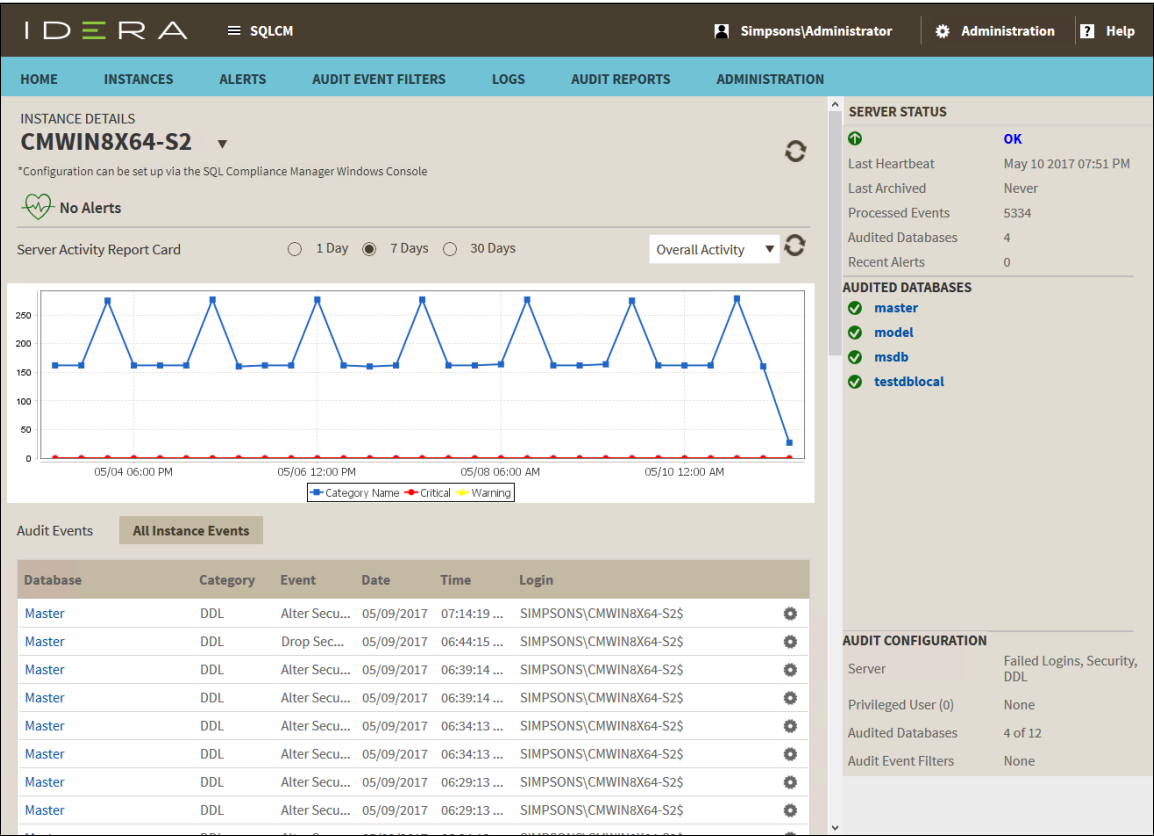 IDERA SQLCM Simpsons\Administrator Administration ? Help
HOME INSTANCES ALERTS AUDIT EVENT FILTERS LOGS AUDIT REPORTS ADMINISTRATION
INSTANCE DETAILS
CMWIN8X64-S2
*Configuration can be set up via the SQL Compliance Manager Windows Console
No Alerts
Server Activity Report Card 1 Day 7 Days 30 Days Overall Activity
250
200
150
100
50
0
05/04 06:00 PM 05/06 12:00 PM 05/08 06:00 AM 05/10 12:00 AM
Category Name Critical Warning
Audit Events All Instance Events
Database Category Event Date Time Login
Master DDL Alter Secu... 05/09/2017 07:14:19 ... SIMPSONS\CMWIN8X64-S2$
Master DDL Drop Sec... 05/09/2017 06:44:15 ... SIMPSONS\CMWIN8X64-S2$
Master DDL Alter Secu... 05/09/2017 06:39:14 ... SIMPSONS\CMWIN8X64-S2$
Master DDL Alter Secu... 05/09/2017 06:39:14 ... SIMPSONS\CMWIN8X64-S2$
Master DDL Alter Secu... 05/09/2017 06:34:13 ... SIMPSONS\CMWIN8X64-S2$
Master DDL Alter Secu... 05/09/2017 06:34:13 ... SIMPSONS\CMWIN8X64-S2$
Master DDL Alter Secu... 05/09/2017 06:29:13 ... SIMPSONS\CMWIN8X64-S2$
Master DDL Alter Secu... 05/09/2017 06:29:13 ... SIMPSONS\CMWIN8X64-S2$
SERVER STATUS
OK
Last Heartbeat May 10 2017 07:51 PM
Last Archived Never
Processed Events 5334
Audited Databases 4
Recent Alerts 0
AUDITED DATABASES
master
model
msdb
testdblocal
AUDIT CONFIGURATION
Server Failed Logins, Security,
DDL
Privileged User (0) None
Audited Databases 4 of 12
Audit Event Filters None